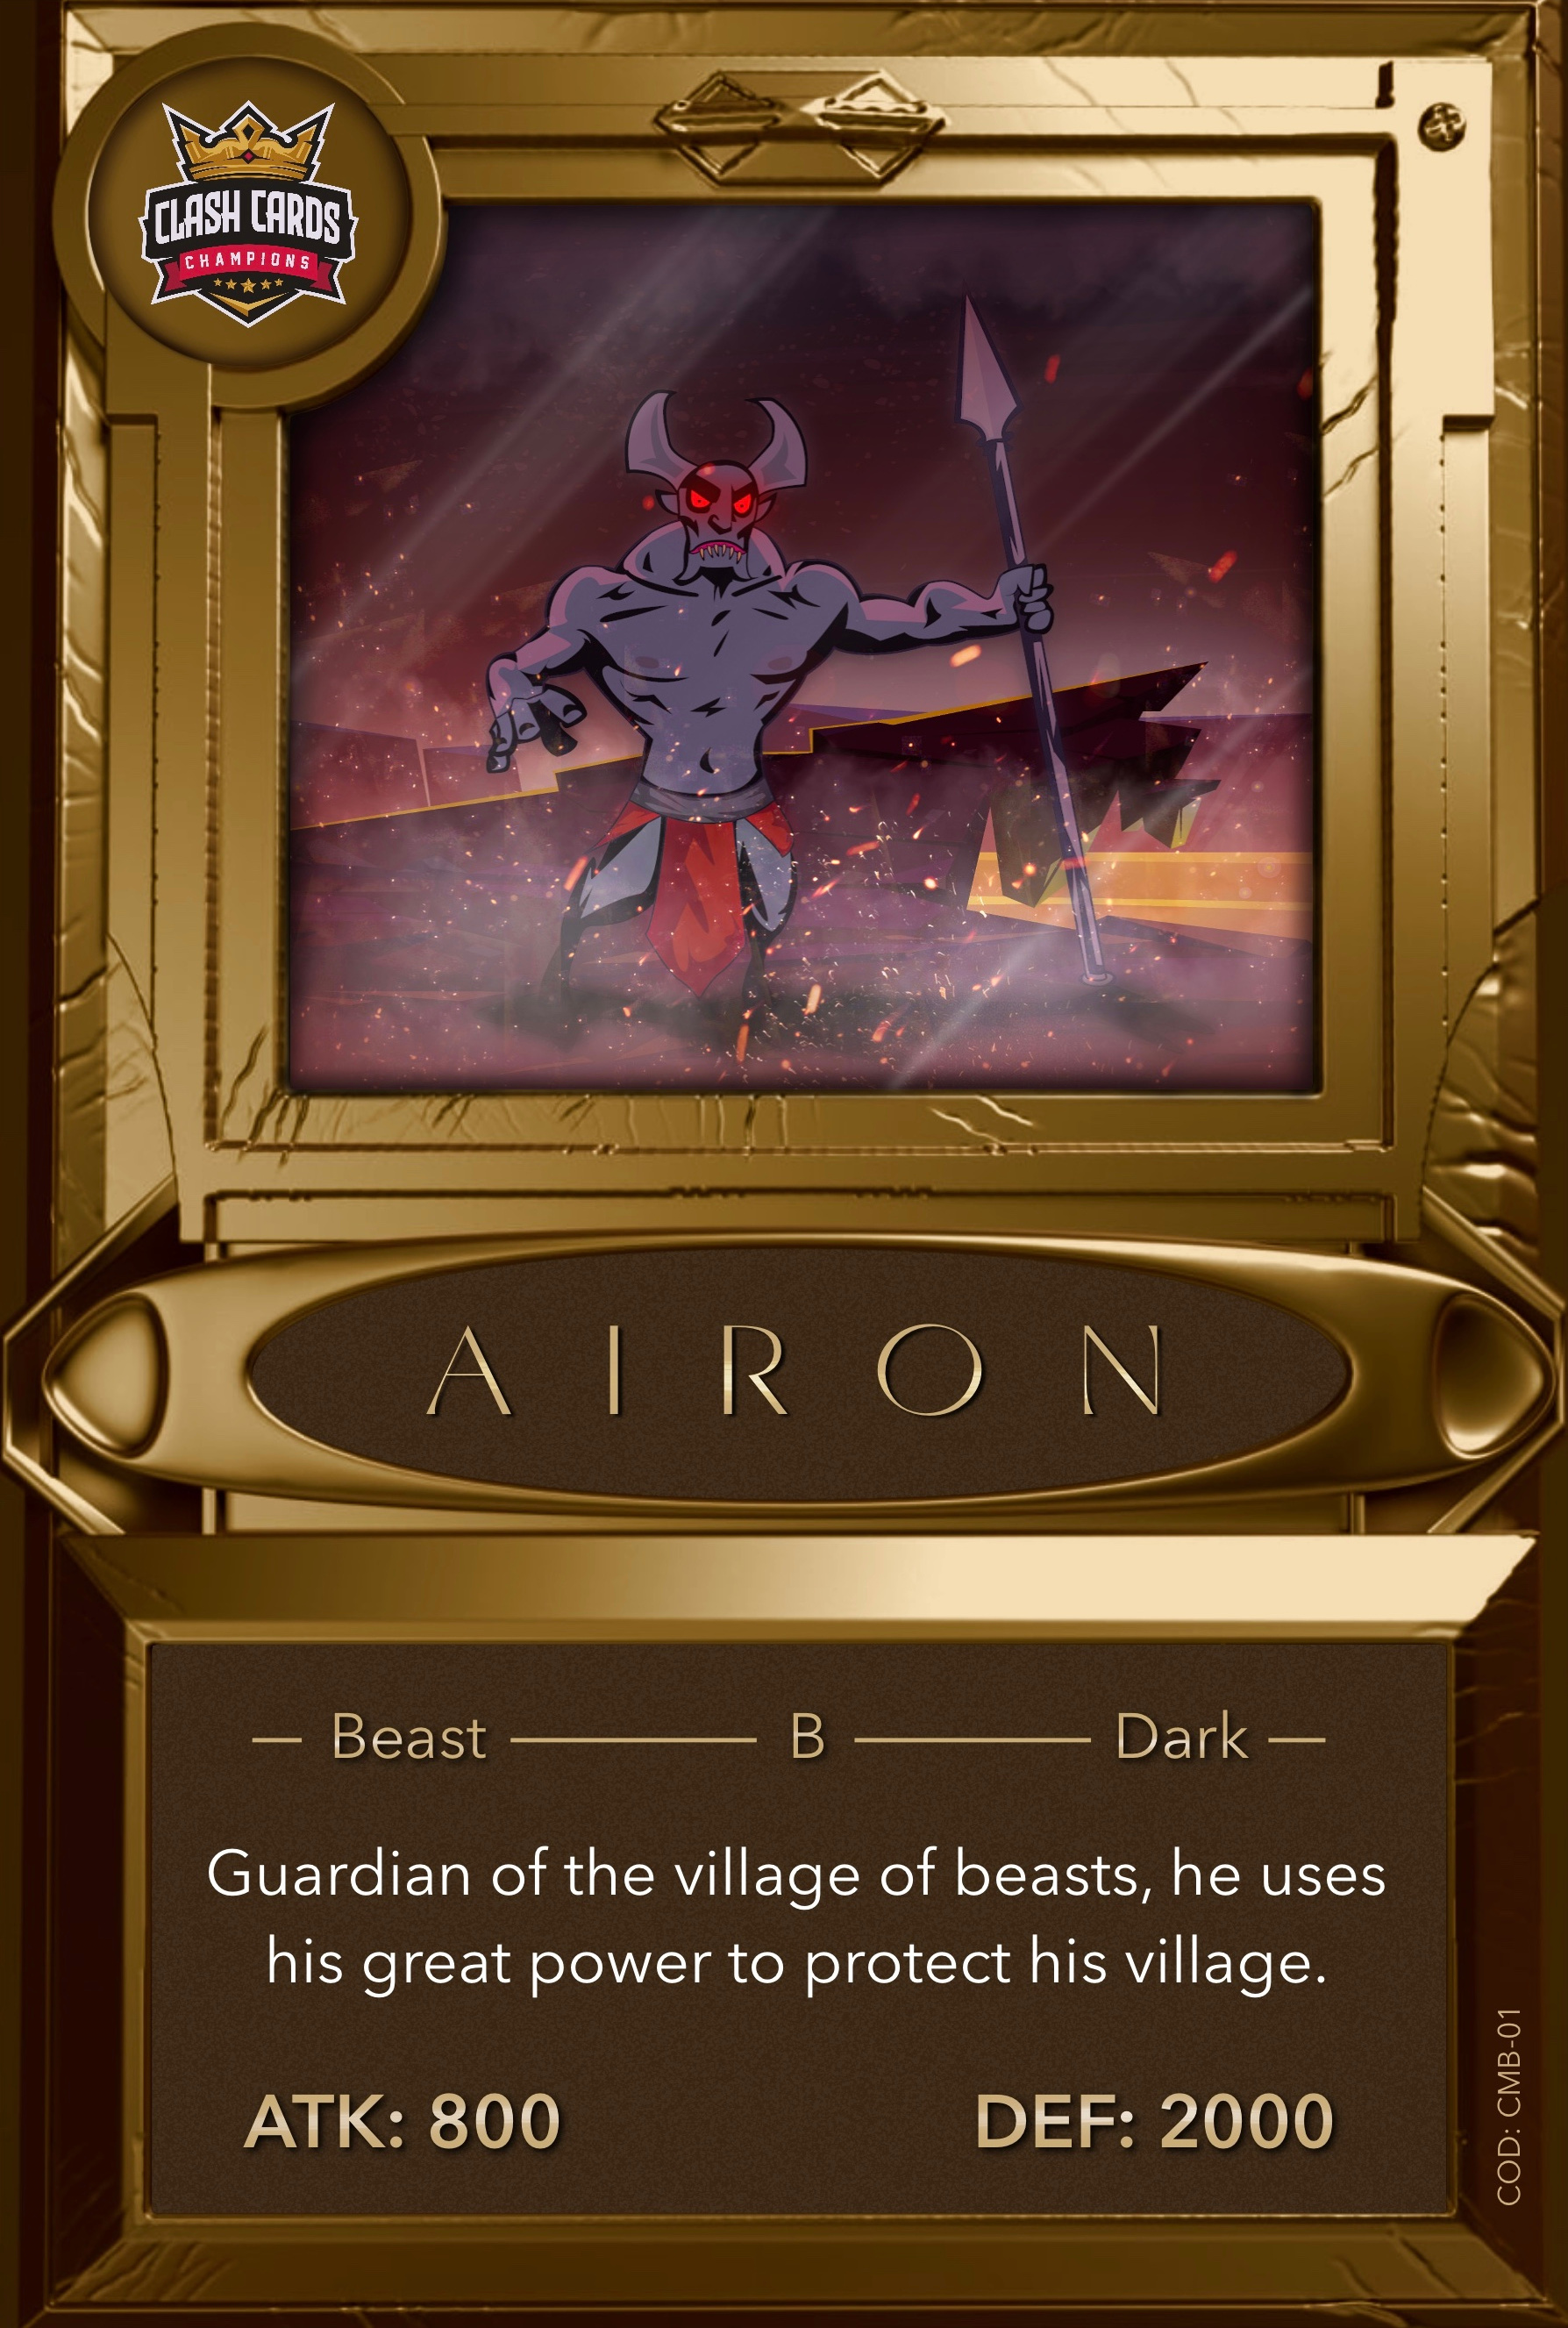 CLASH CARDS
CHAMPIONS
AIRON
Beast B Dark
Guardian of the village of beasts, he uses
his great power to protect his village.
ATK: 800 DEF: 2000
COD: CMB-01